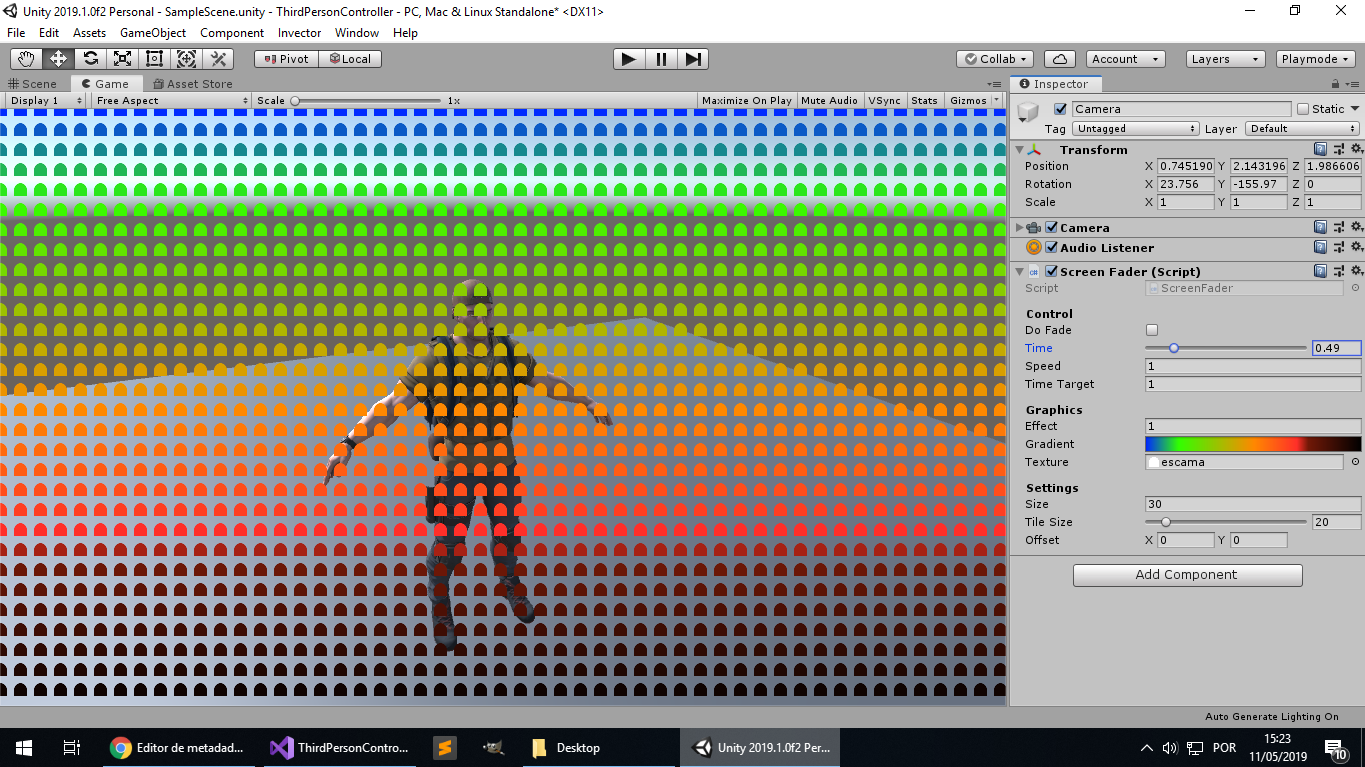 Unity 2019.1.0f2 Personal - SampleScene.unity - ThirdPersonController - PC, Mac & Linux Standalone* <DX11>
File Edit Assets GameObject Component Invector Window Help
Pivot Local Collab Account Layers Playmode
Scene Game Asset Store Inspector
Display 1 Free Aspect Scale 1x Maximize On Play Mute Audio VSync Stats Gizmos
Camera Static
Tag Untagged Layer Default
Transform
Position X 0.745190 Y 2.143196 Z 1.986606
Rotation X 23.756 Y -155.97 Z 0
Scale X 1 Y 1 Z 1
Camera
Audio Listener
Screen Fader (Script)
Script ScreenFader
Control
Do Fade
Time 0.49
Speed 1
Time Target 1
Graphics
Effect 1
Gradient
Texture escama
Settings
Size 30
Tile Size 20
Offset X 0 Y 0
Add Component
Auto Generate Lighting On
Editor de metadad... ThirdPersonContro... Desktop Unity 2019.1.0f2 Per... POR 15:23
11/05/2019 10